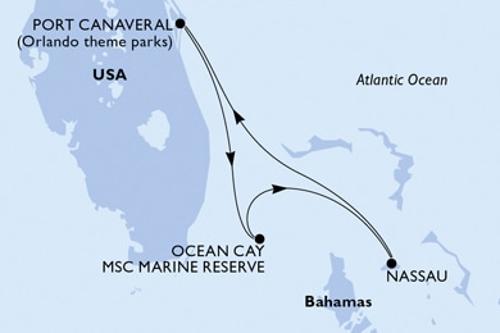 PORT CANAVERAL
(Orlando theme parks)
USA
Atlantic Ocean
OCEAN CAY
MSC MARINE RESERVE
NASSAU
Bahamas